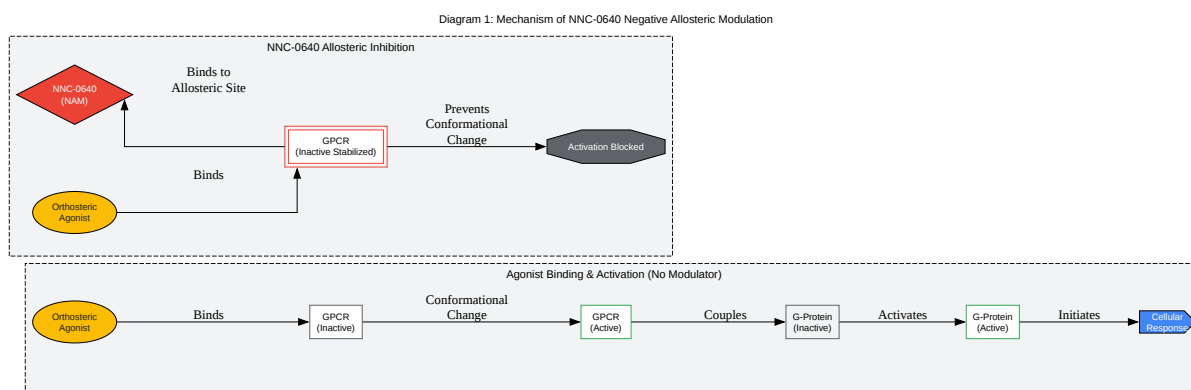 Diagram 1: Mechanism of NNC-0640 Negative Allosteric Modulation
NNC-0640 Allosteric Inhibition
NNC-0640
(NAM)
Binds to
Allosteric Site
GPCR
(Inactive Stabilized)
Prevents
Conformational
Change
Activation Blocked
Binds
Orthosteric
Agonist
Agonist Binding & Activation (No Modulator)
Orthosteric
Agonist
Binds
GPCR
(Inactive)
Conformational
Change
GPCR
(Active)
Couples
G-Protein
(Inactive)
Activates
G-Protein
(Active)
Initiates
Cellular
Response